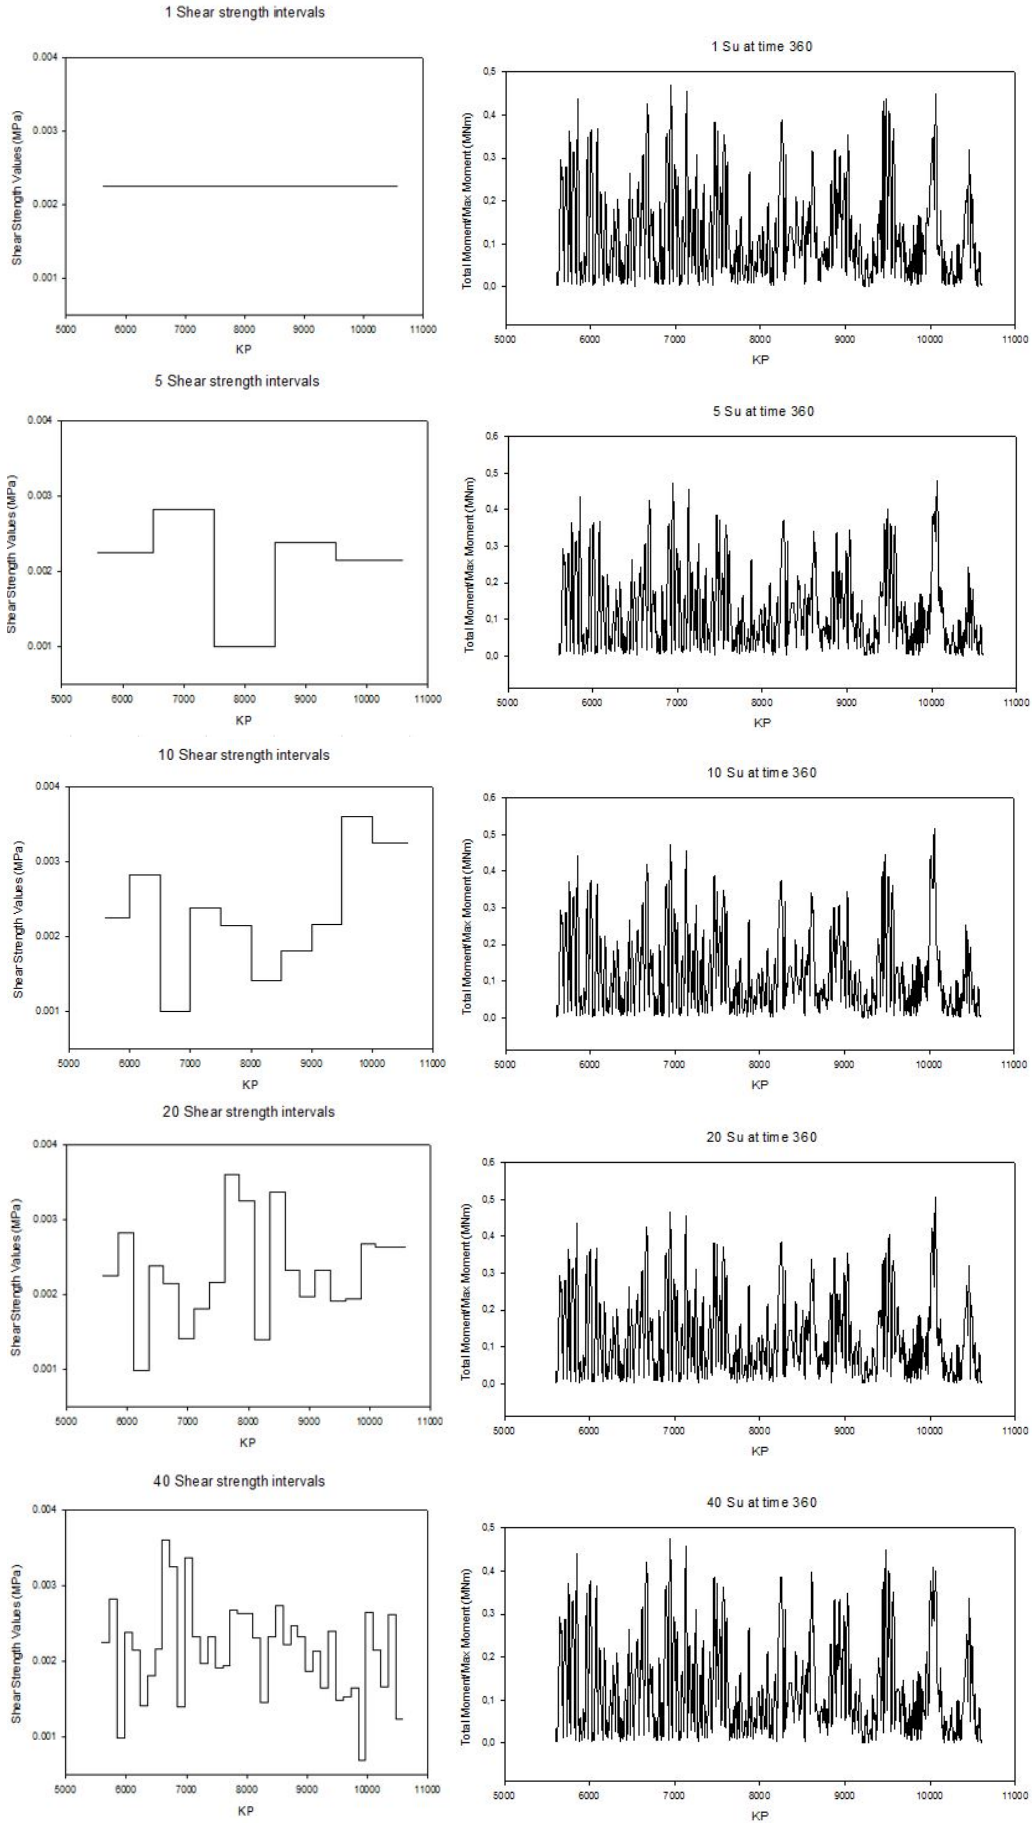 1 Shear strength intervals
0.004
0.003
0.002
0.001
Shear Strength Values (MPa)
5000 6000 7000 8000 9000 10000 11000
KP
1 Su at time 360
0,5
0,4
0,3
0,2
0,1
0,0
Total Moment/Max Moment (MNm)
5000 6000 7000 8000 9000 10000 11000
KP
5 Shear strength intervals
0.004
0.003
0.002
0.001
Shear Strength Values (MPa)
5000 6000 7000 8000 9000 10000 11000
KP
5 Su at time 360
0,6
0,5
0,4
0,3
0,2
0,1
0,0
Total Moment/Max Moment (MNm)
5000 6000 7000 8000 9000 10000 11000
KP
10 Shear strength intervals
0.004
0.003
0.002
0.001
Shear Strength Values (MPa)
5000 6000 7000 8000 9000 10000 11000
KP
10 Su at time 360
0,6
0,5
0,4
0,3
0,2
0,1
0,0
Total Moment/Max Moment (MNm)
5000 6000 7000 8000 9000 10000 11000
KP
20 Shear strength intervals
0.004
0.003
0.002
0.001
Shear Strength Values (MPa)
5000 6000 7000 8000 9000 10000 11000
KP
20 Su at time 360
0,6
0,5
0,4
0,3
0,2
0,1
0,0
Total Moment/Max Moment (MNm)
5000 6000 7000 8000 9000 10000 11000
KP
40 Shear strength intervals
0.004
0.003
0.002
0.001
Shear Strength Values (MPa)
5000 6000 7000 8000 9000 10000 11000
KP
40 Su at time 360
0,5
0,4
0,3
0,2
0,1
0,0
Total Moment/Max Moment (MNm)
5000 6000 7000 8000 9000 10000 11000
KP